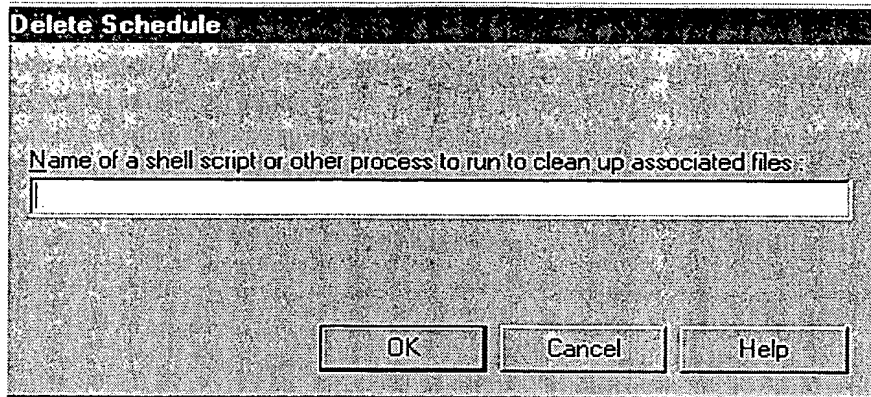 Delete Schedule
Name of a shell script or other process to run to clean up associated files :
OK
Cancel
Help